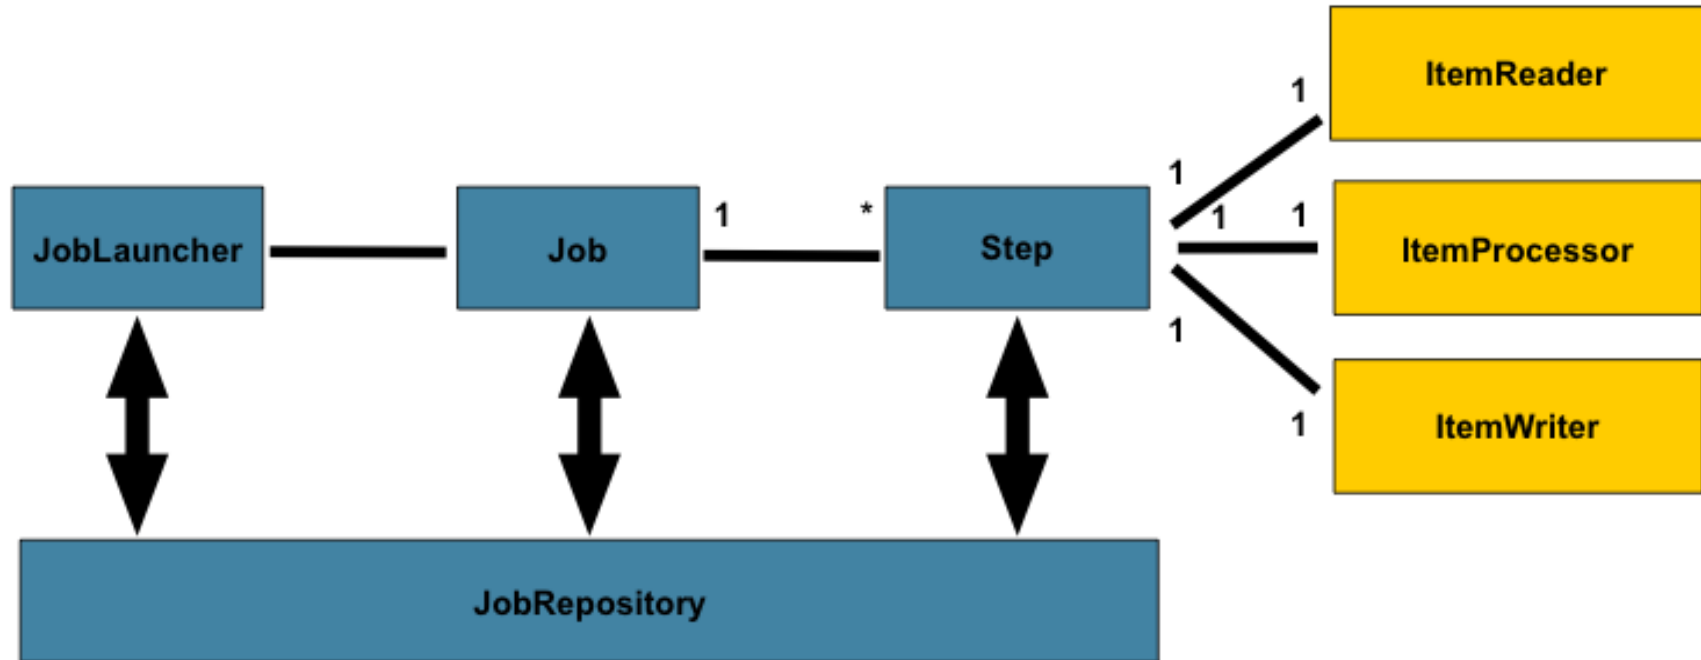 ItemReader
1
1
1 *
1 1
JobLauncher
Job
Step
ItemProcessor
1
1
ItemWriter
JobRepository